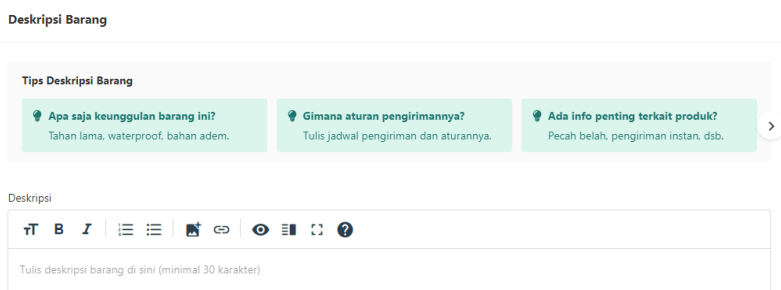 Deskripsi Barang
Tips Deskripsi Barang
Apa saja keunggulan barang ini?
Tahan lama, waterproof, bahan adem.
Gimana aturan pengirimannya?
Tulis jadwal pengiriman dan aturannya.
Ada info penting terkait produk?
Pecah belah, pengiriman instan, dsb.
Deskripsi
TT B I
Tulis deskripsi barang di sini (minimal 30 karakter)